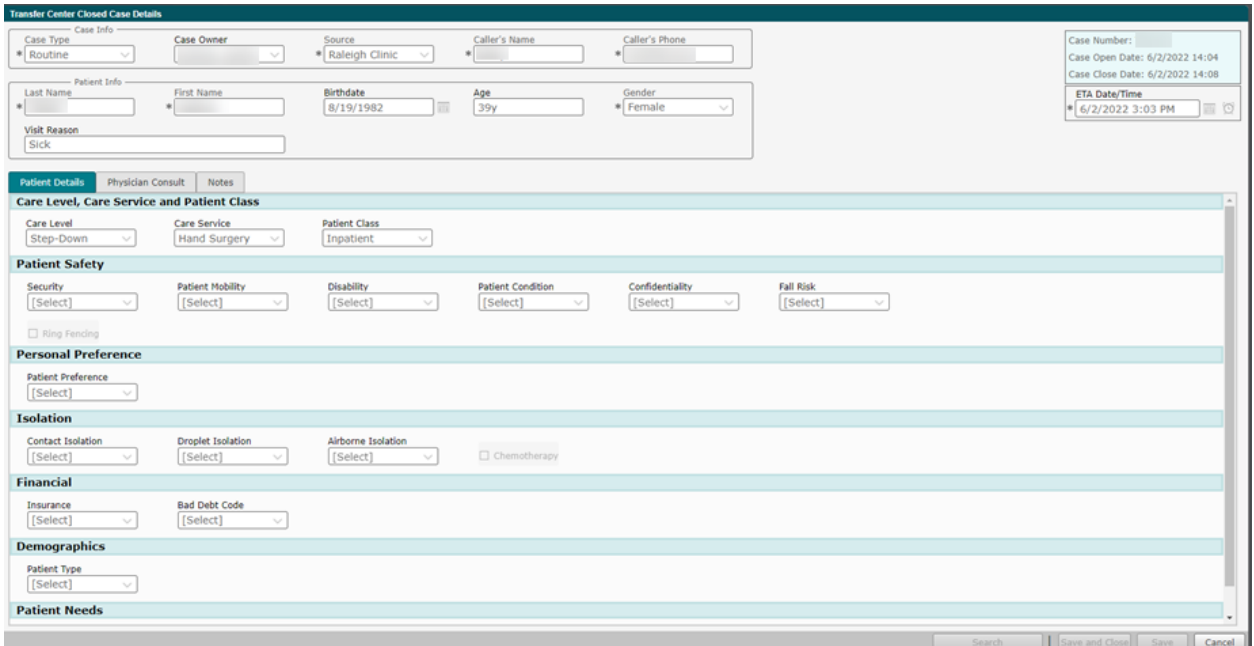 Transfer Center Closed Case Details
Case Info
Case Type Case Owner Source Caller's Name Caller's Phone
* Routine * * Raleigh Clinic * *
Case Number:
Case Open Date: 6/2/2022 14:04
Case Close Date: 6/2/2022 14:08
Patient Info
Last Name First Name Birthdate Age Gender
* * 8/19/1982 39y * Female
ETA Date/Time
* 6/2/2022 3:03 PM
Visit Reason
Sick
Patient Details Physician Consult Notes
Care Level, Care Service and Patient Class
Care Level Care Service Patient Class
Step-Down Hand Surgery Inpatient
Patient Safety
Security Patient Mobility Disability Patient Condition Confidentiality Fall Risk
[Select] [Select] [Select] [Select] [Select] [Select]
Ring Fencing
Personal Preference
Patient Preference
[Select]
Isolation
Contact Isolation Droplet Isolation Airborne Isolation
[Select] [Select] [Select] Chemotherapy
Financial
Insurance Bad Debt Code
[Select] [Select]
Demographics
Patient Type
[Select]
Patient Needs
Search Save and Close Save Cancel